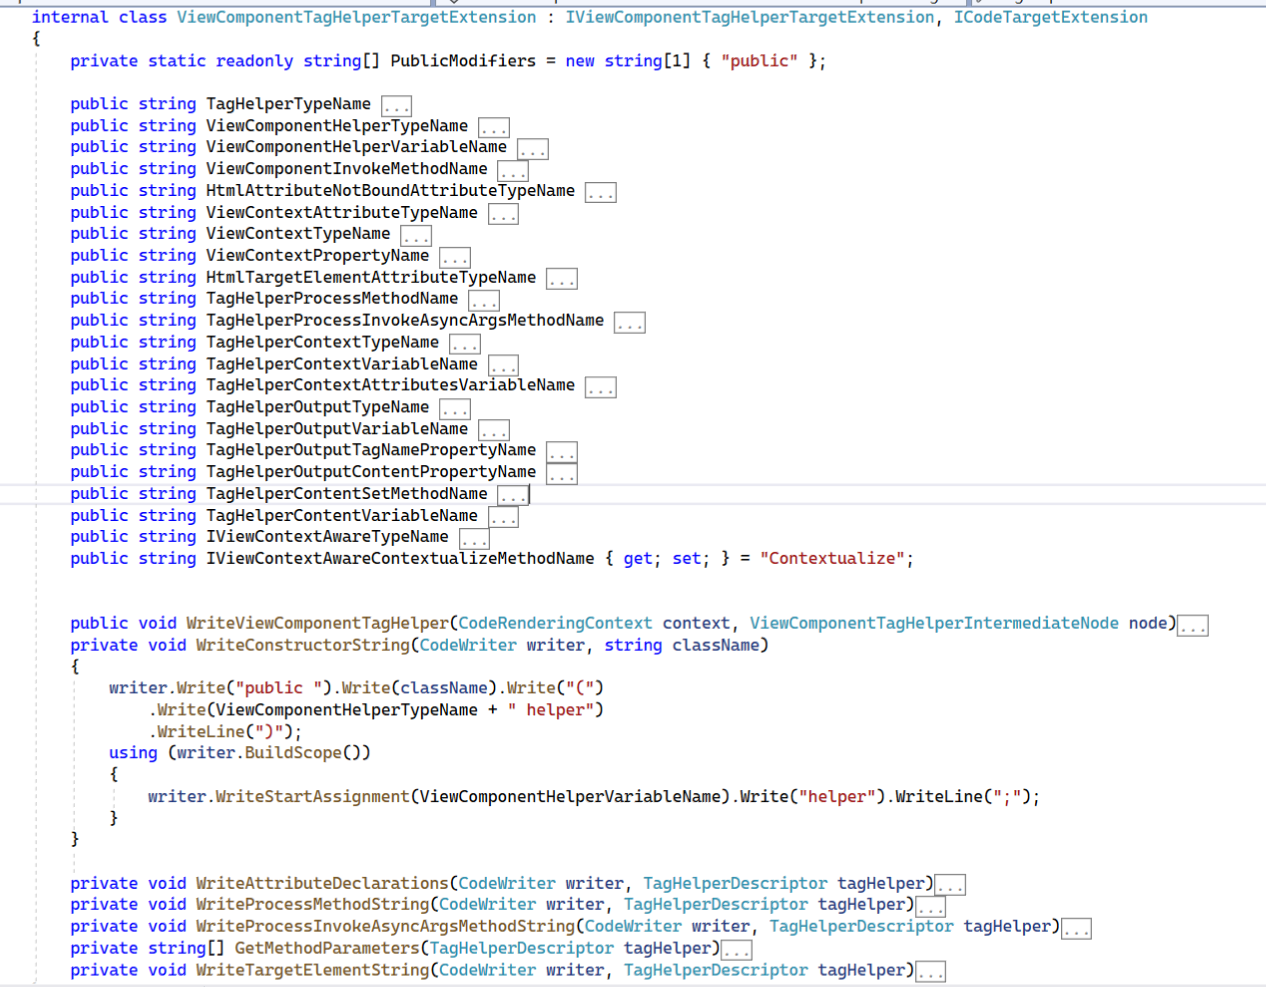 internal class ViewComponentTagHelperTargetExtension : IViewComponentTagHelperTargetExtension, ICodeTargetExtension
{
private static readonly string[] PublicModifiers = new string[1] { "public" };
public string TagHelperTypeName ...
public string ViewComponentHelperTypeName ...
public string ViewComponentHelperVariableName ...
public string ViewComponentInvokeMethodName ...
public string HtmlAttributeNotBoundAttributeTypeName ...
public string ViewContextAttributeTypeName ...
public string ViewContextTypeName ...
public string ViewContextPropertyName ...
public string HtmlTargetElementAttributeTypeName ...
public string TagHelperProcessMethodName ...
public string TagHelperProcessInvokeAsyncArgsMethodName ...
public string TagHelperContextTypeName ...
public string TagHelperContextVariableName ...
public string TagHelperContextAttributesVariableName ...
public string TagHelperOutputTypeName ...
public string TagHelperOutputVariableName ...
public string TagHelperOutputTagNamePropertyName ...
public string TagHelperOutputContentPropertyName ...
public string TagHelperContentSetMethodName ...
public string TagHelperContentVariableName ...
public string IViewContextAwareTypeName ...
public string IViewContextAwareContextualizeMethodName { get; set; } = "Contextualize";
public void WriteViewComponentTagHelper(CodeRenderingContext context, ViewComponentTagHelperIntermediateNode node)...
private void WriteConstructorString(CodeWriter writer, string className)
{
writer.Write("public ").Write(className).Write("(")
.Write(ViewComponentHelperTypeName + " helper")
.WriteLine(")");
using (writer.BuildScope())
{
writer.WriteStartAssignment(ViewComponentHelperVariableName).Write("helper").WriteLine(";");
}
}
private void WriteAttributeDeclarations(CodeWriter writer, TagHelperDescriptor tagHelper)...
private void WriteProcessMethodString(CodeWriter writer, TagHelperDescriptor tagHelper)...
private void WriteProcessInvokeAsyncArgsMethodString(CodeWriter writer, TagHelperDescriptor tagHelper)...
private string[] GetMethodParameters(TagHelperDescriptor tagHelper)...
private void WriteTargetElementString(CodeWriter writer, TagHelperDescriptor tagHelper)...